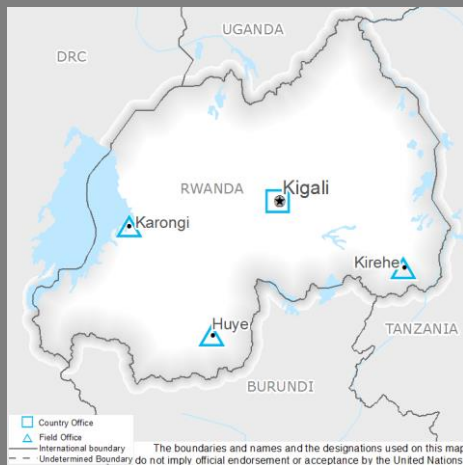 UGANDA
DRC
RWANDA
Kigali
Karongi
Kirehe
Huye
TANZANIA
BURUNDI
Country Office
Field Office
International boundary
Undetermined Boundary
The boundaries and names and the designations used on this map
do not imply official endorsement or acceptance by the United Nations